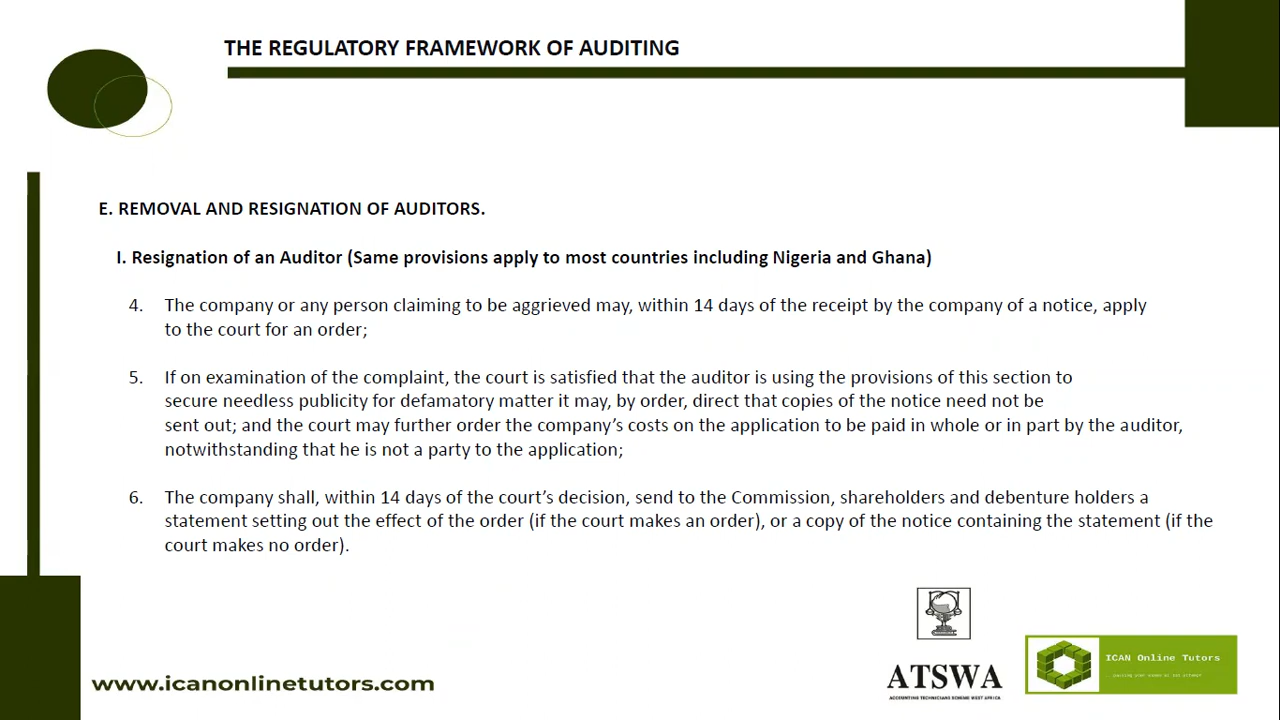 THE REGULATORY FRAMEWORK OF AUDITING
E. REMOVAL AND RESIGNATION OF AUDITORS.
I. Resignation of an Auditor (Same provisions apply to most countries including Nigeria and Ghana)
4. The company or any person claiming to be aggrieved may, within 14 days of the receipt by the company of a notice, apply
to the court for an order;
5. If on examination of the complaint, the court is satisfied that the auditor is using the provisions of this section to
secure needless publicity for defamatory matter it may, by order, direct that copies of the notice need not be
sent out; and the court may further order the company’s costs on the application to be paid in whole or in part by the auditor,
notwithstanding that he is not a party to the application;
6. The company shall, within 14 days of the court’s decision, send to the Commission, shareholders and debenture holders a
statement setting out the effect of the order (if the court makes an order), or a copy of the notice containing the statement (if the
court makes no order).
www.icanonlinetutors.com
ATSWA
ACCOUNTING TECHNICIANS SCHEME WEST AFRICA
ICAN Online Tutors